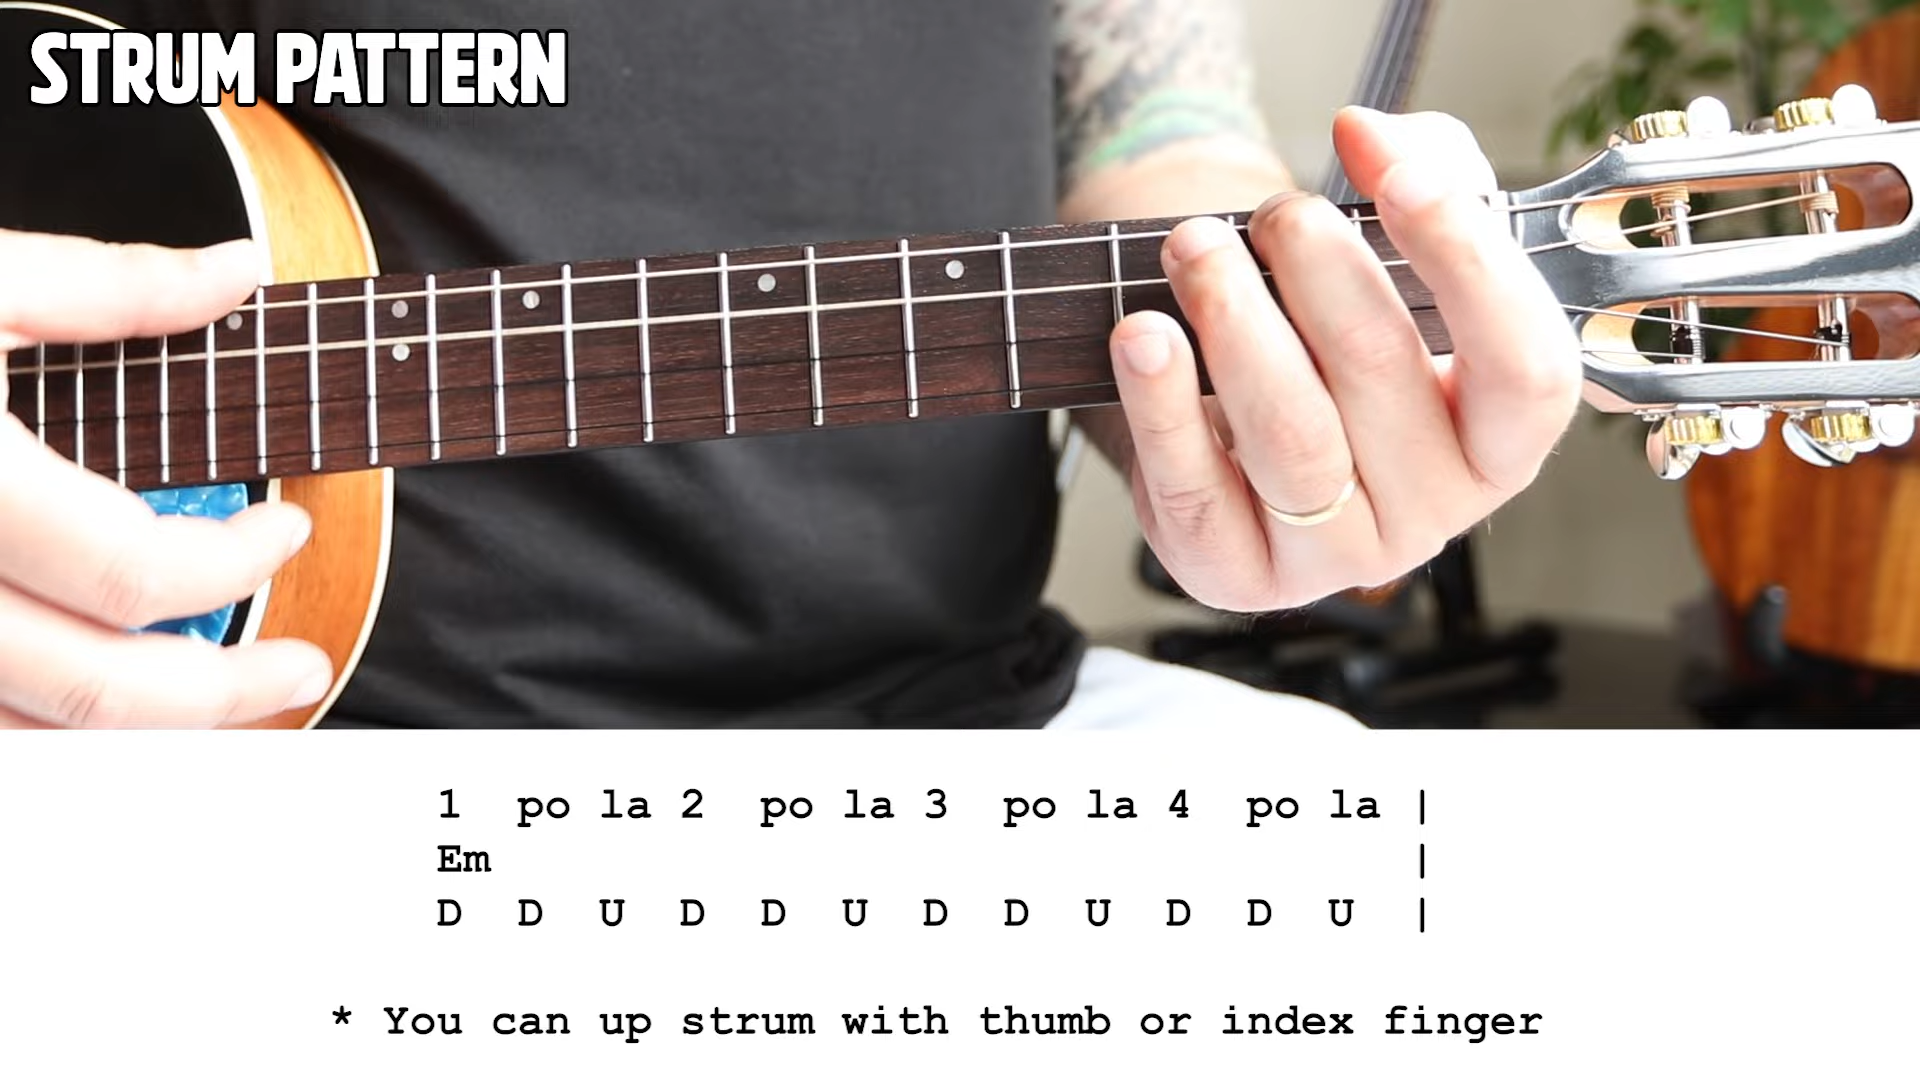 STRUM PATTERN
1  po la 2  po la 3  po la 4  po la |
Em                                  |
D  D  U  D  D  U  D  D  U  D  D  U  |
* You can up strum with thumb or index finger